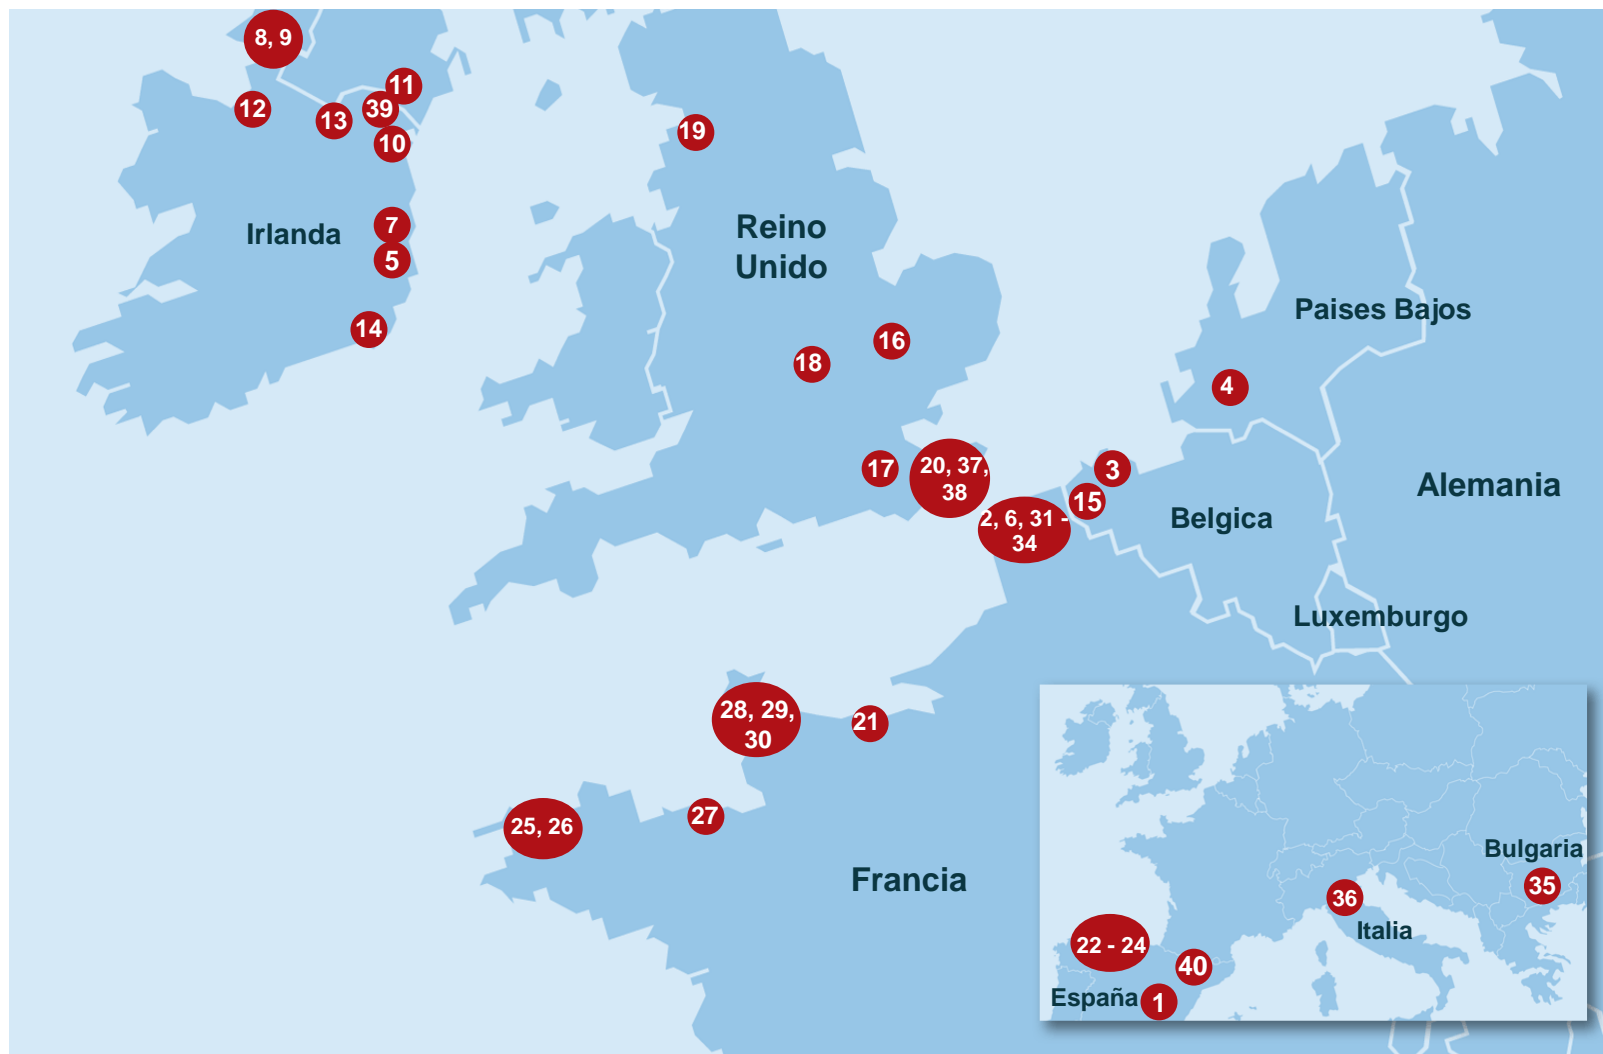 8, 9
11
12
39
13
10
19
7
Irlanda
5
Reino
Unido
14
16
18
Paises Bajos
4
17
20, 37,
38
3
15
2, 6, 31 -
34
Belgica
Alemania
Luxemburgo
28, 29,
30
21
27
25, 26
Francia
Bulgaria
35
36
Italia
22 - 24
40
España
1